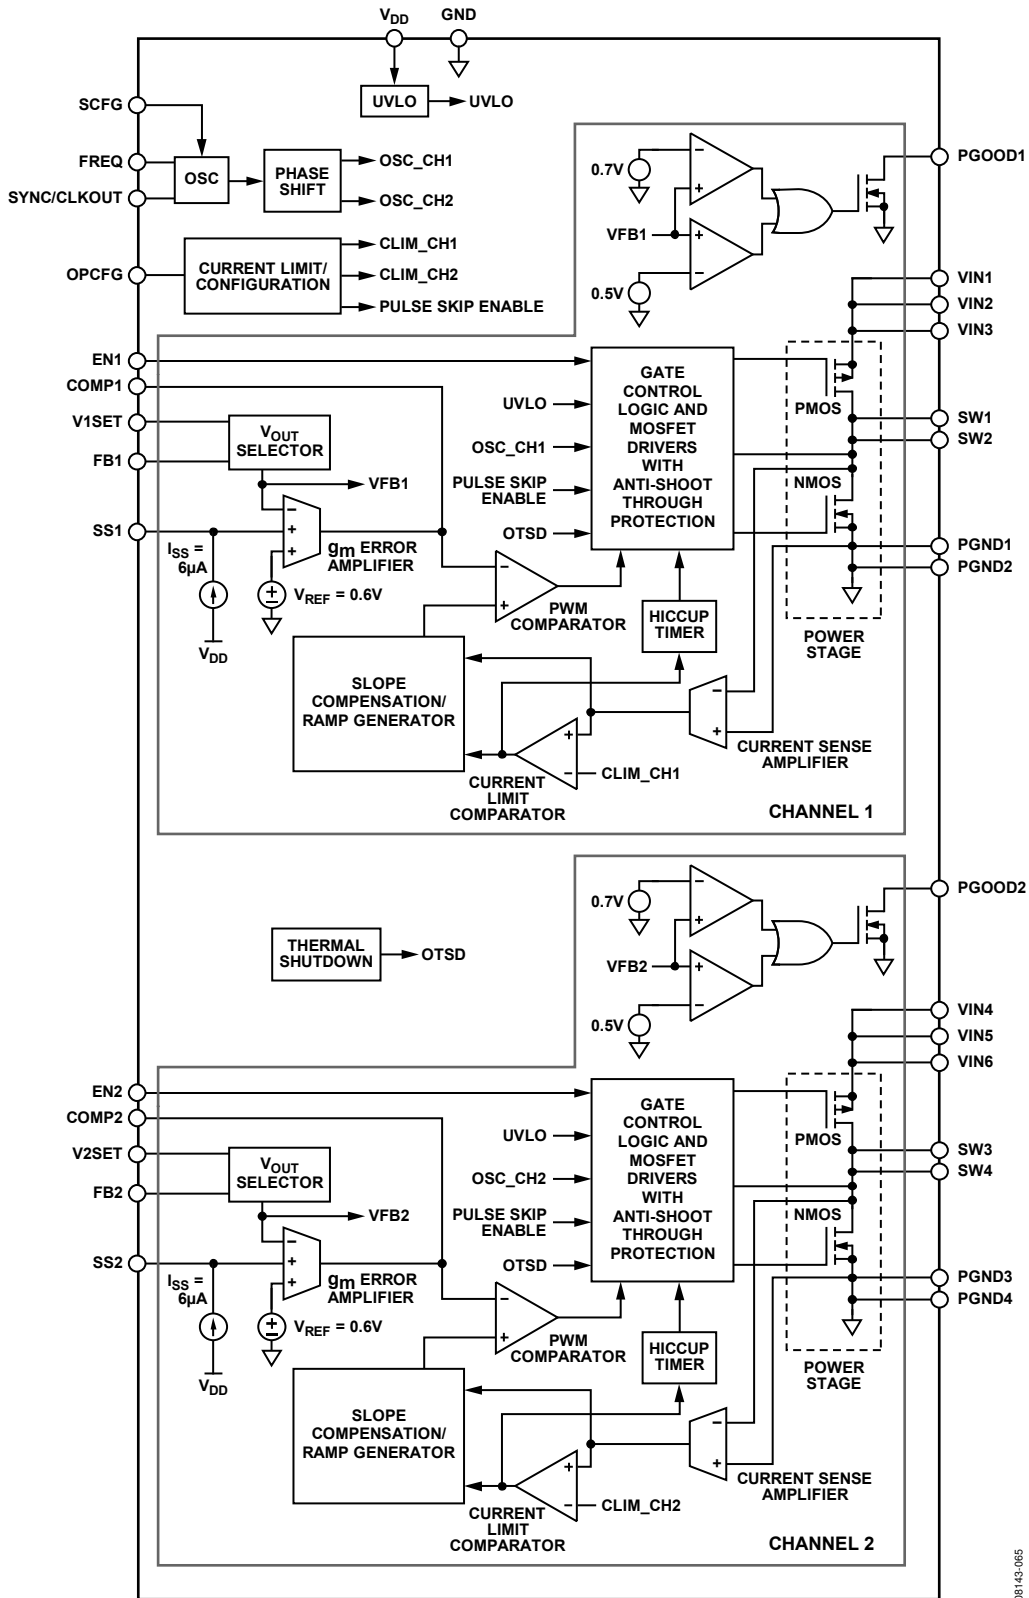 VDD GND
SCFG
UVLO UVLO
FREQ
OSC
PHASE
SHIFT
OSC_CH1
OSC_CH2
SYNC/CLKOUT
0.7V
VFB1
0.5V
PGOOD1
OPCFG
CURRENT LIMIT/
CONFIGURATION
CLIM_CH1
CLIM_CH2
PULSE SKIP ENABLE
VIN1
VIN2
VIN3
EN1
COMP1
V1SET
FB1
SS1
VOUT
SELECTOR
VFB1
ISS =
6µA
VDD
− + +
gm ERROR
AMPLIFIER
VREF = 0.6V
UVLO
OSC_CH1
PULSE SKIP
ENABLE
OTSD
GATE
CONTROL
LOGIC AND
MOSFET
DRIVERS
WITH
ANTI-SHOOT
THROUGH
PROTECTION
PMOS
NMOS
SW1
SW2
PGND1
PGND2
POWER
STAGE
PWM
COMPARATOR
HICCUP
TIMER
SLOPE
COMPENSATION/
RAMP GENERATOR
CURRENT
LIMIT
COMPARATOR
CLIM_CH1
CURRENT SENSE
AMPLIFIER
CHANNEL 1
THERMAL
SHUTDOWN
OTSD
0.7V
VFB2
0.5V
PGOOD2
VIN4
VIN5
VIN6
EN2
COMP2
V2SET
FB2
SS2
VOUT
SELECTOR
VFB2
ISS =
6µA
VDD
− + +
gm ERROR
AMPLIFIER
VREF = 0.6V
UVLO
OSC_CH2
PULSE SKIP
ENABLE
OTSD
GATE
CONTROL
LOGIC AND
MOSFET
DRIVERS
WITH
ANTI-SHOOT
THROUGH
PROTECTION
PMOS
NMOS
SW3
SW4
PGND3
PGND4
POWER
STAGE
PWM
COMPARATOR
HICCUP
TIMER
SLOPE
COMPENSATION/
RAMP GENERATOR
CURRENT
LIMIT
COMPARATOR
CLIM_CH2
CURRENT SENSE
AMPLIFIER
CHANNEL 2
08143-065